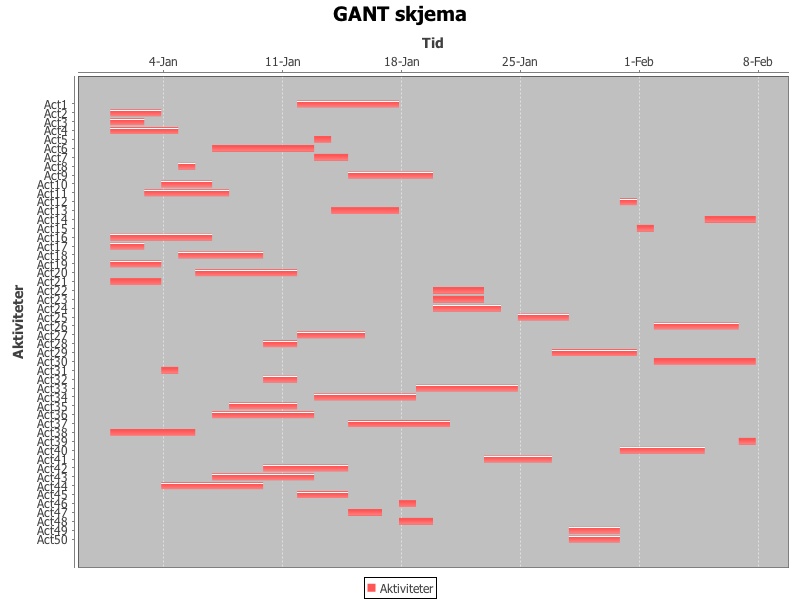 GANT skjema
Tid
4-Jan 11-Jan 18-Jan 25-Jan 1-Feb 8-Feb
Aktiviteter
Act1
Act2
Act3
Act4
Act5
Act6
Act7
Act8
Act9
Act10
Act11
Act12
Act13
Act14
Act15
Act16
Act17
Act18
Act19
Act20
Act21
Act22
Act23
Act24
Act25
Act26
Act27
Act28
Act29
Act30
Act31
Act32
Act33
Act34
Act35
Act36
Act37
Act38
Act39
Act40
Act41
Act42
Act43
Act44
Act45
Act46
Act47
Act48
Act49
Act50
Aktiviteter